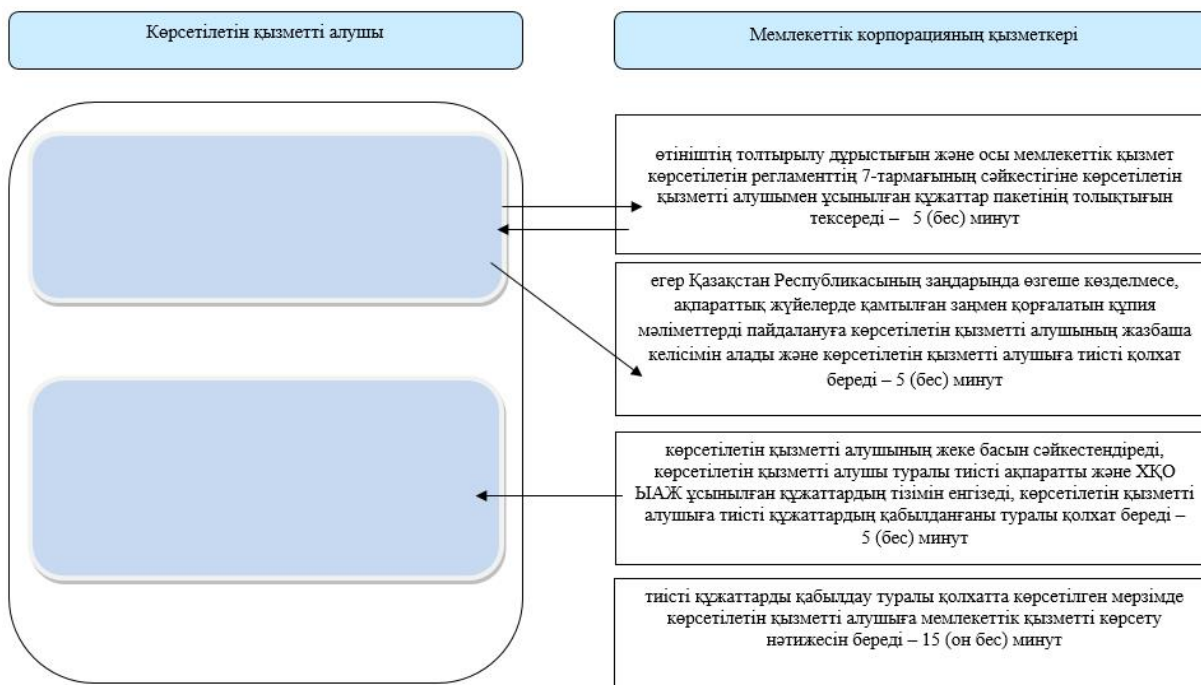 Көрсетілетін қызметті алушы
Мемлекеттік корпорацияның қызметкері
өтініштің толтырылу дұрыстығын және осы мемлекеттік қызмет
көрсетілетін регламенттің 7-тармағының сәйкестігіне көрсетілетін
қызметті алушымен ұсынылған құжаттар пакетінің толықтығын
тексереді – 5 (бес) минут
егер Қазақстан Республикасының заңдарында өзгеше көзделмесе,
ақпараттық жүйелерде қамтылған заңмен қорғалатын құпия
мәліметтерді пайдалануға көрсетілетін қызметті алушының жазбаша
келісімін алады және көрсетілетін қызметті алушыға тиісті қолхат
береді – 5 (бес) минут
көрсетілетін қызметті алушының жеке басын сәйкестендіреді,
көрсетілетін қызметті алушы туралы тиісті ақпаратты және ХҚО
ЫАЖ ұсынылған құжаттардың тізімін енгізеді, көрсетілетін қызметті
алушыға тиісті құжаттардың қабылданғаны туралы қолхат береді –
5 (бес) минут
тиісті құжаттарды қабылдау туралы қолхатта көрсетілген мерзімде
көрсетілетін қызметті алушыға мемлекеттік қызметті көрсету
нәтижесін береді – 15 (он бес) минут